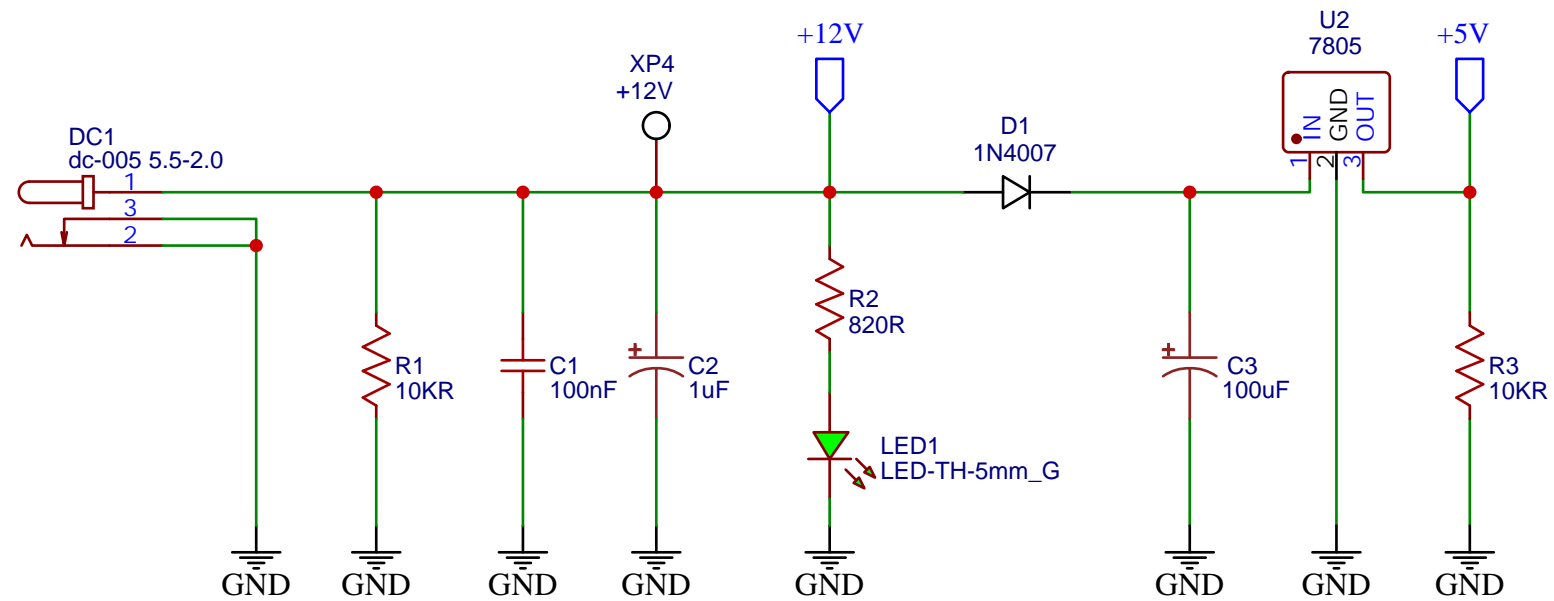 DC1
dc-005 5.5-2.0
1
3
2
XP4
+12V
+12V
D1
1N4007
U2
7805
IN
GND
OUT
1
2
3
+5V
R1
10KR
C1
100nF
C2
1uF
R2
820R
LED1
LED-TH-5mm_G
C3
100uF
R3
10KR
GND
GND
GND
GND
GND
GND
GND
GND